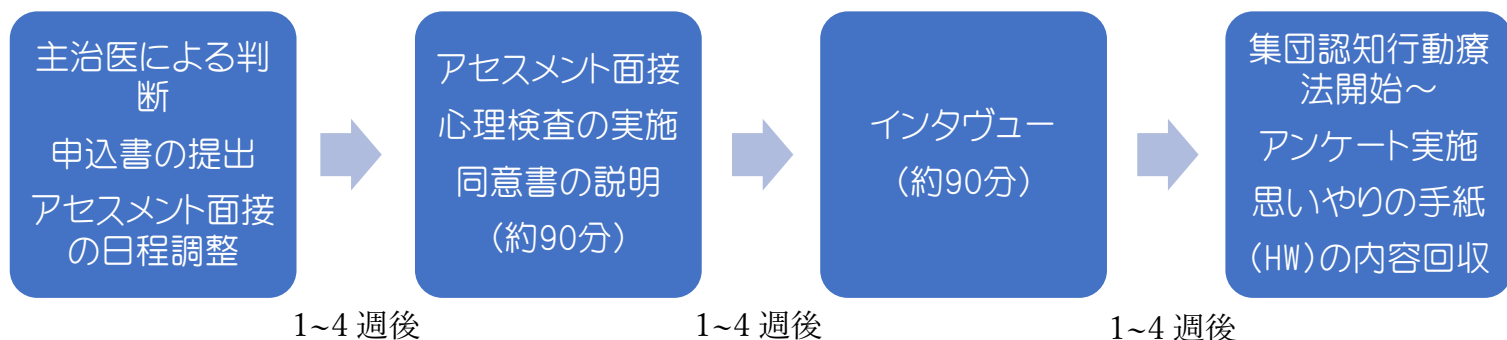 主治医による判
断
申込書の提出
アセスメント面接
の日程調整
アセスメント面接
心理検査の実施
同意書の説明
(約90分)
インタヴュー
(約90分)
集団認知行動療
法開始～
アンケート実施
思いやりの手紙
(HW)の内容回収
1~4 週後
1~4 週後
1~4 週後